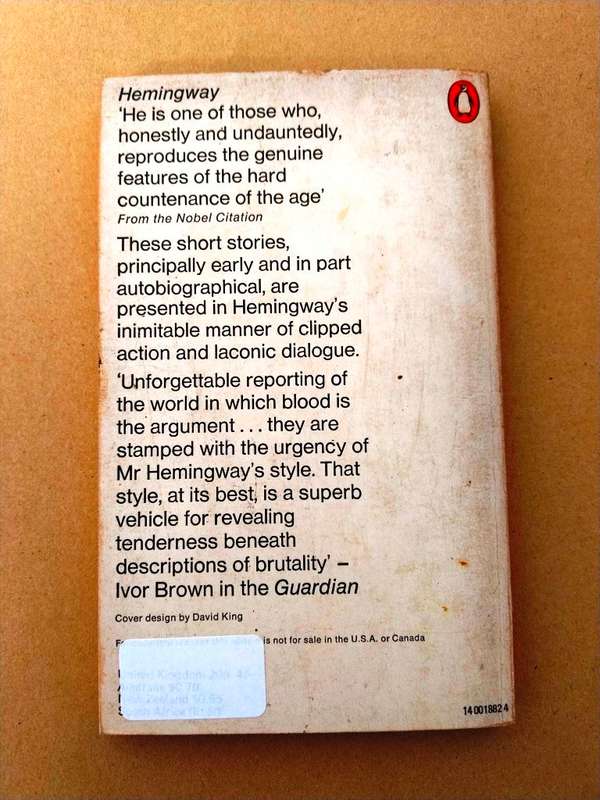 Hemingway
‘He is one of those who,
honestly and undauntedly,
reproduces the genuine
features of the hard
countenance of the age’
From the Nobel Citation
These short stories,
principally early and in part
autobiographical, are
presented in Hemingway’s
inimitable manner of clipped
action and laconic dialogue.
‘Unforgettable reporting of
the world in which blood is
the argument . . . they are
stamped with the urgency of
Mr Hemingway’s style. That
style, at its best, is a superb
vehicle for revealing
tenderness beneath
descriptions of brutality’ –
Ivor Brown in the Guardian
Cover design by David King
is not for sale in the U.S.A. or Canada
United Kingdom
14 001882 4